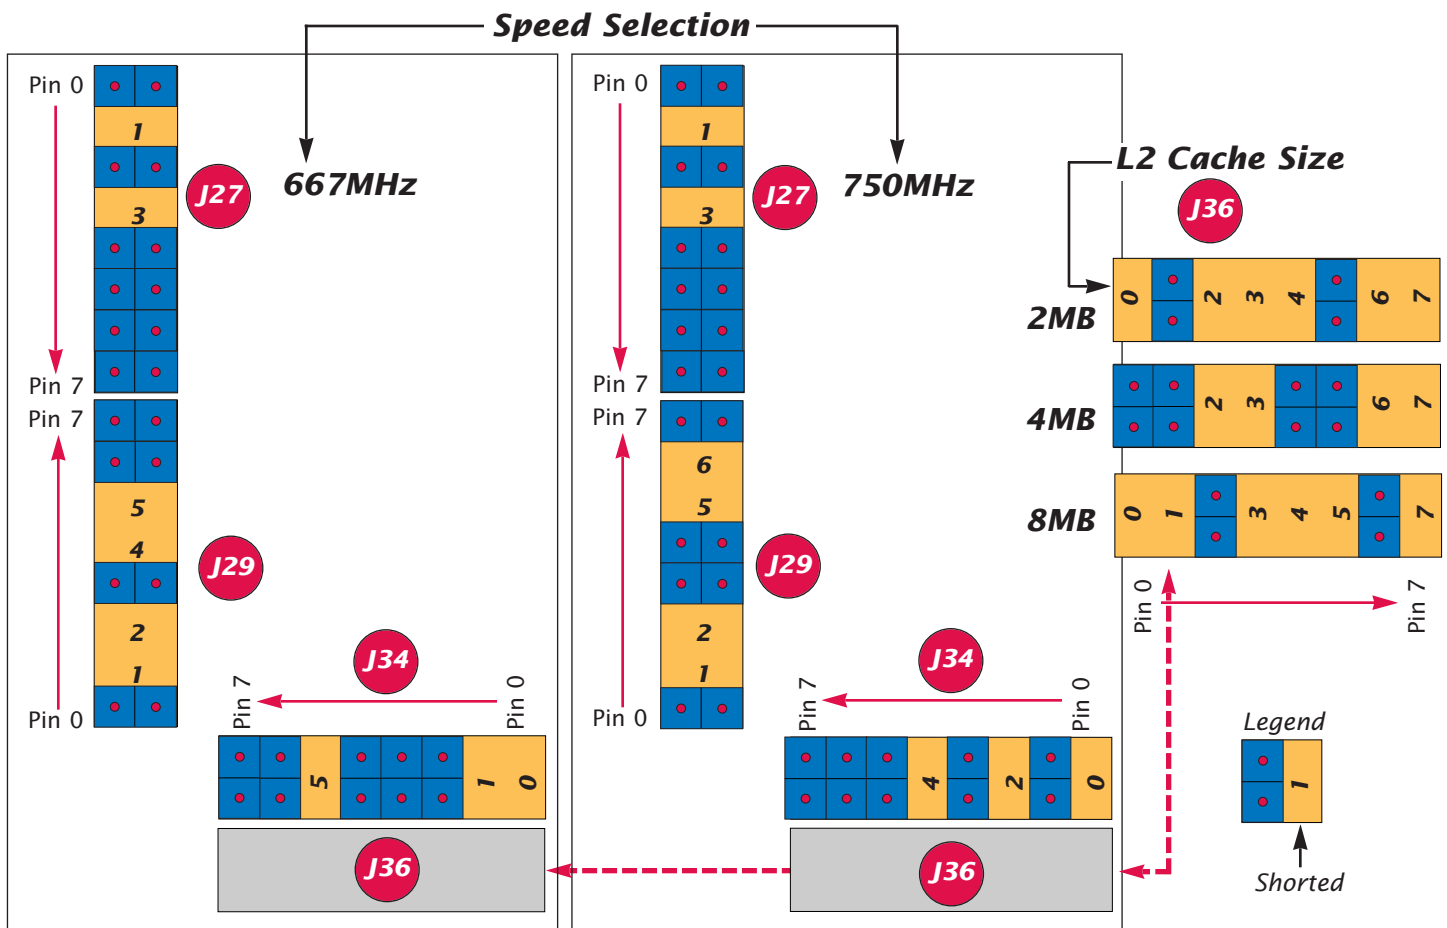 Speed Selection
Pin 0
1
3
J27
667MHz
Pin 7
Pin 7
5
4
J29
2
1
Pin 0
J34
Pin 7
Pin 0
5
1
0
J36
Pin 0
1
3
J27
750MHz
Pin 7
Pin 7
6
5
J29
2
1
Pin 0
J34
Pin 7
Pin 0
4
2
0
J36
L2 Cache Size
J36
2MB
0 2 3 4 6 7
4MB
2 3 6 7
8MB
0 1 3 4 5 7
Pin 0
Pin 7
Legend
1
Shorted